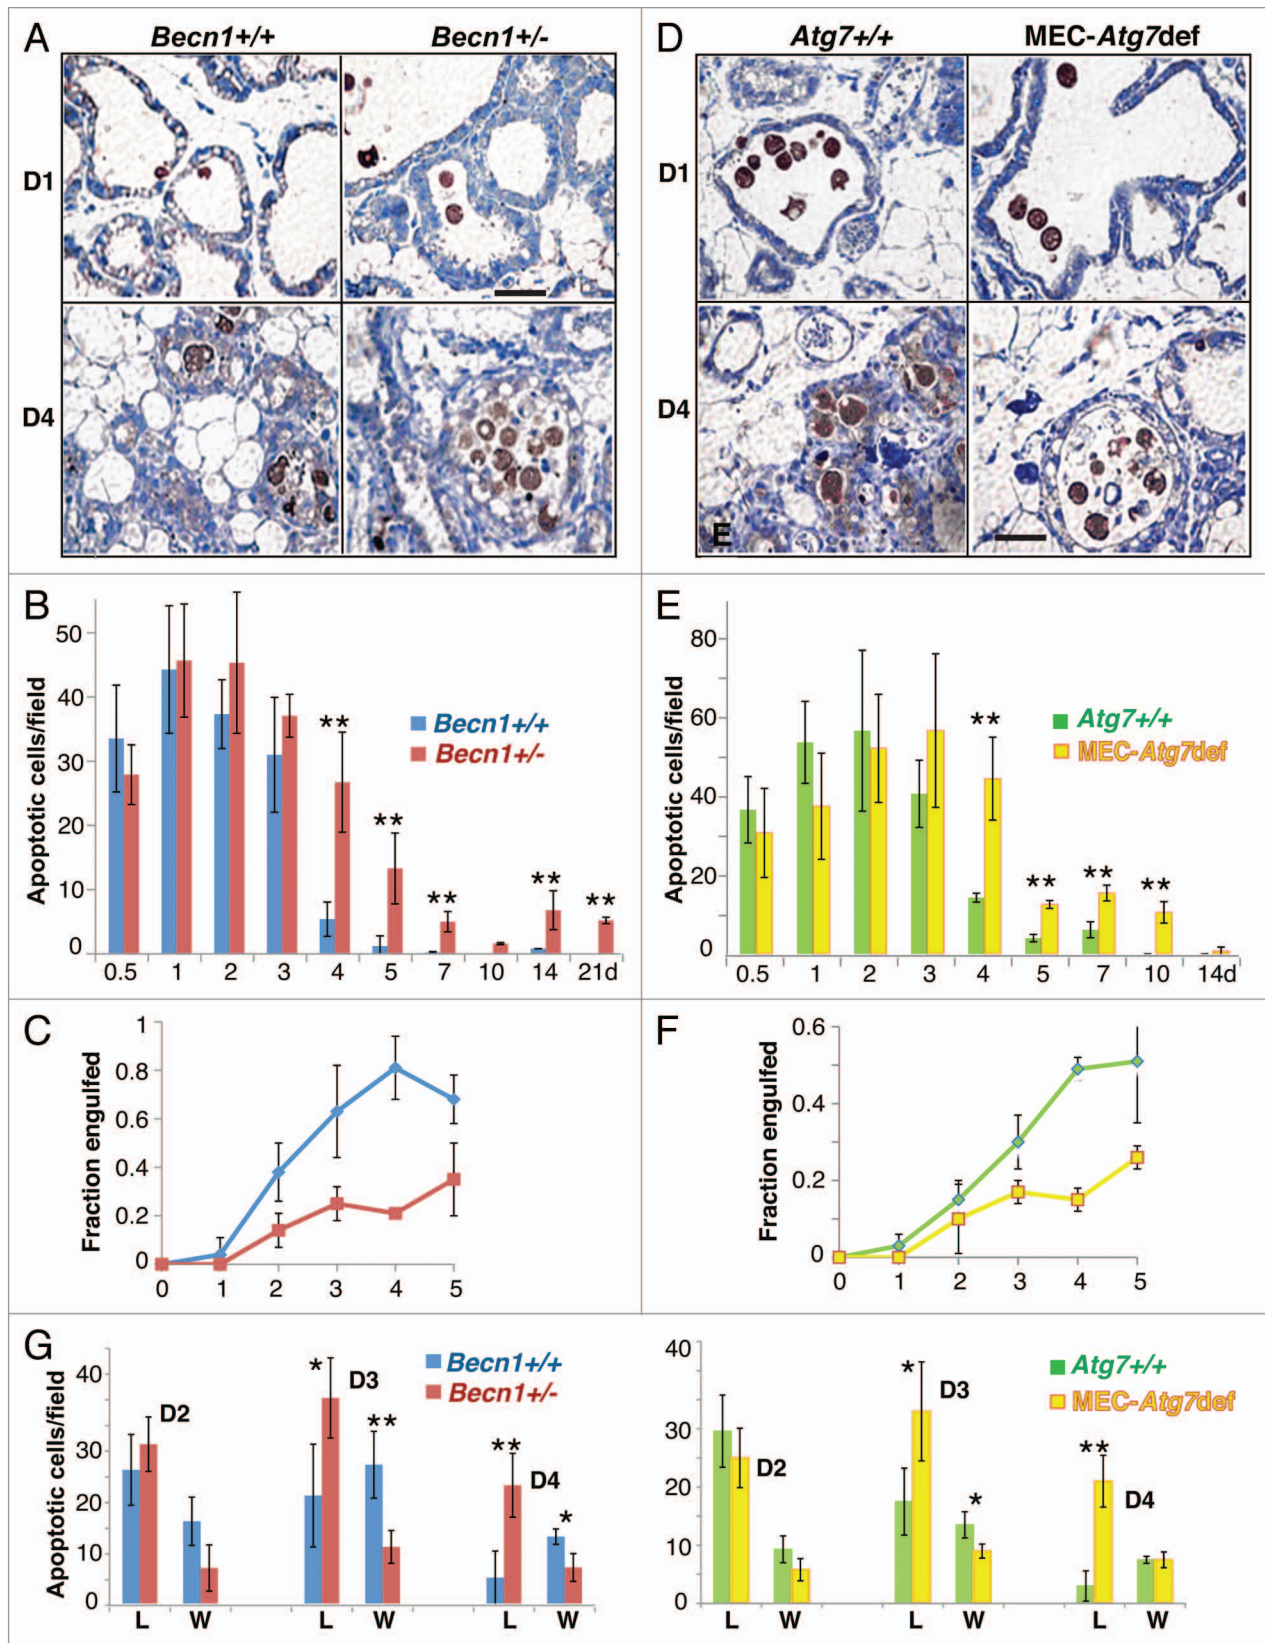 A Becn1+/+ Becn1+/- D Atg7+/+ MEC-Atg7def
D1 D1
D4 D4
E
B E
Apoptotic cells/field
50
40
30
20
10
0
** ** ** ** **
Becn1+/+
Becn1+/-
0.5 1 2 3 4 5 7 10 14 21d
Apoptotic cells/field
80
60
40
20
0
** ** ** **
Atg7+/+
MEC-Atg7def
0.5 1 2 3 4 5 7 10 14d
C
Fraction engulfed
1
0.8
0.6
0.4
0.2
0
0 1 2 3 4 5
F
Fraction engulfed
0.6
0.4
0.2
0
0 1 2 3 4 5
G
Apoptotic cells/field
40
30
20
10
0
Becn1+/+
Becn1+/-
D2 * D3 ** ** D4 *
L W L W L W
40
30
20
10
0
Atg7+/+
MEC-Atg7def
D2 * D3 * ** D4
L W L W L W